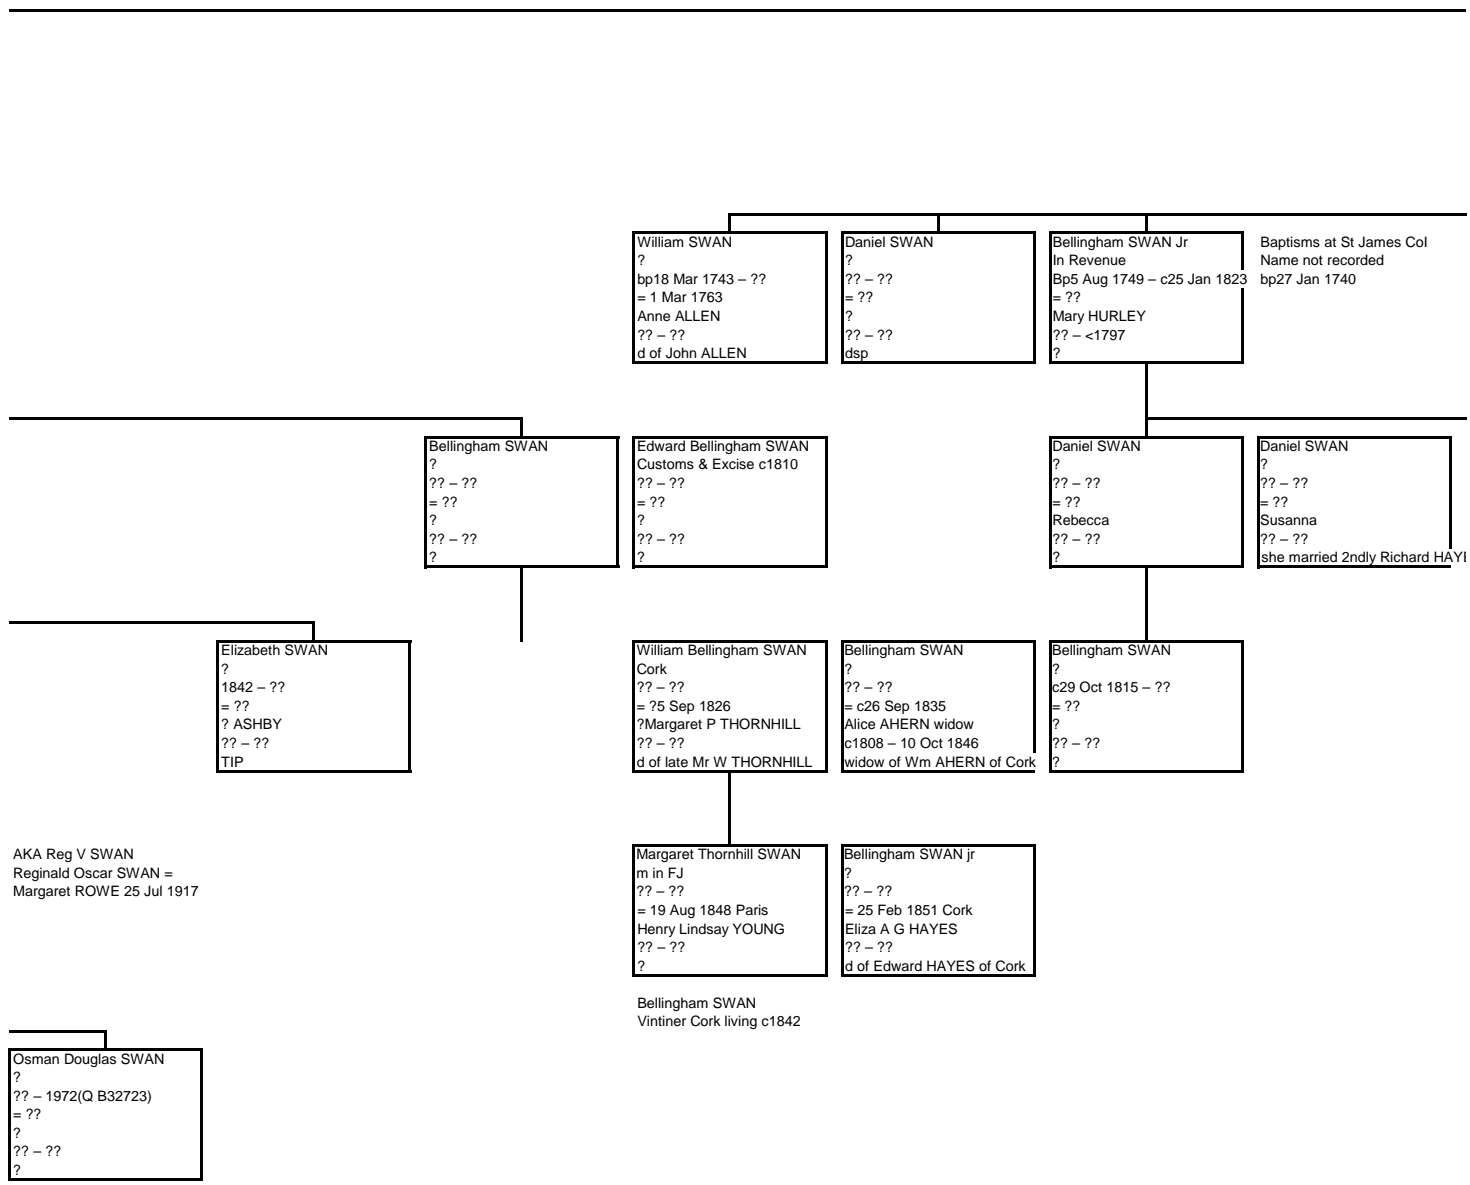 William SWAN
?
bp18 Mar 1743 – ??
= 1 Mar 1763
Anne ALLEN
?? – ??
d of John ALLEN
Daniel SWAN
?
?? – ??
= ??
?
?? – ??
dsp
Bellingham SWAN Jr
In Revenue
Bp5 Aug 1749 – c25 Jan 1823
= ??
Mary HURLEY
?? – <1797
?
Baptisms at St James Col
Name not recorded
bp27 Jan 1740
Bellingham SWAN
?
?? – ??
= ??
?
?? – ??
?
Edward Bellingham SWAN
Customs & Excise c1810
?? – ??
= ??
?
?? – ??
?
Daniel SWAN
?
?? – ??
= ??
Rebecca
?? – ??
?
Daniel SWAN
?
?? – ??
= ??
Susanna
?? – ??
she married 2ndly Richard HAYE
Elizabeth SWAN
?
1842 – ??
= ??
? ASHBY
?? – ??
TIP
William Bellingham SWAN
Cork
?? – ??
= ?5 Sep 1826
?Margaret P THORNHILL
?? – ??
d of late Mr W THORNHILL
Bellingham SWAN
?
?? – ??
= c26 Sep 1835
Alice AHERN widow
c1808 – 10 Oct 1846
widow of Wm AHERN of Cork
Bellingham SWAN
?
c29 Oct 1815 – ??
= ??
?
?? – ??
?
AKA Reg V SWAN
Reginald Oscar SWAN =
Margaret ROWE 25 Jul 1917
Margaret Thornhill SWAN
m in FJ
?? – ??
= 19 Aug 1848 Paris
Henry Lindsay YOUNG
?? – ??
?
Bellingham SWAN jr
?
?? – ??
= 25 Feb 1851 Cork
Eliza A G HAYES
?? – ??
d of Edward HAYES of Cork
Bellingham SWAN
Vintiner Cork living c1842
Osman Douglas SWAN
?
?? – 1972(Q B32723)
= ??
?
?? – ??
?